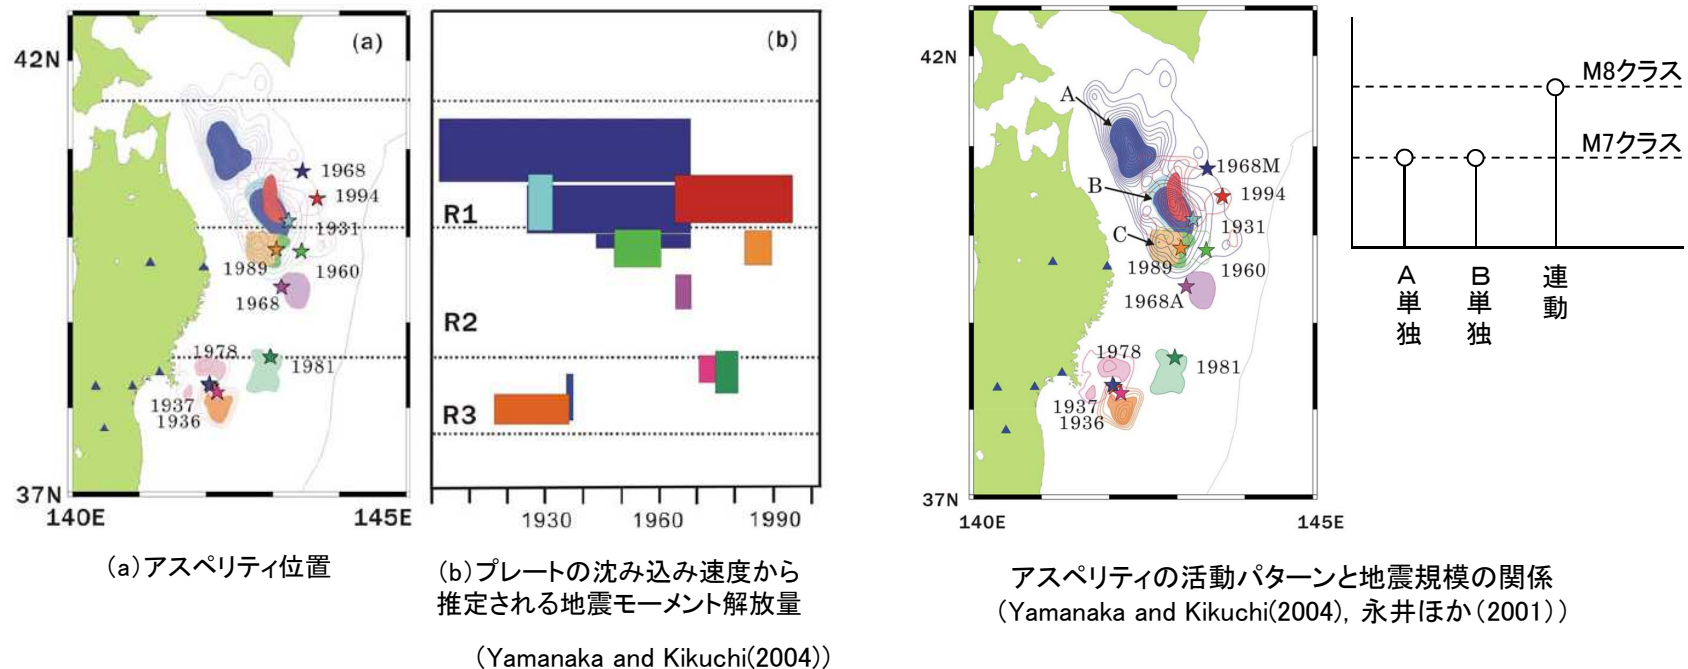 (a)
42N
1968
1994
1931
1989
1960
1968
1978
1981
1937
1936
37N
140E
145E
(b)
R1
R2
R3
1930
1960
1990
A
B
C
1968M
1994
1931
1989
1960
1968A
1978
1981
1937
1936
42N
37N
140E
145E
M8クラス
M7クラス
A単独
B単独
連動
(a)アスペリティ位置
(b)プレートの沈み込み速度から
推定される地震モーメント解放量
(Yamanaka and Kikuchi(2004))
アスペリティの活動パターンと地震規模の関係
(Yamanaka and Kikuchi(2004), 永井ほか(2001))